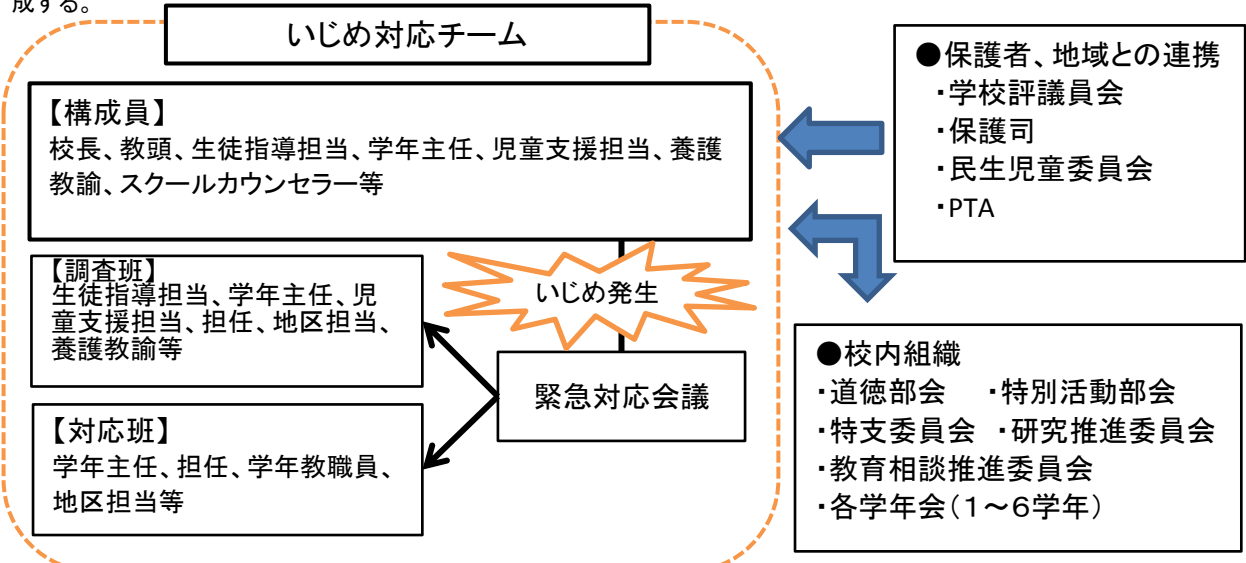 成する。
いじめ対応チーム
【構成員】
校長、教頭、生徒指導担当、学年主任、児童支援担当、養護
教諭、スクールカウンセラー等
【調査班】
生徒指導担当、学年主任、児
童支援担当、担任、地区担当、
養護教諭等
いじめ発生
緊急対応会議
【対応班】
学年主任、担任、学年教職員、
地区担当等
●保護者、地域との連携
・学校評議員会
・保護司
・民生児童委員会
・PTA
●校内組織
・道徳部会　・特別活動部会
・特支委員会　・研究推進委員会
・教育相談推進委員会
・各学年会(1～6学年)